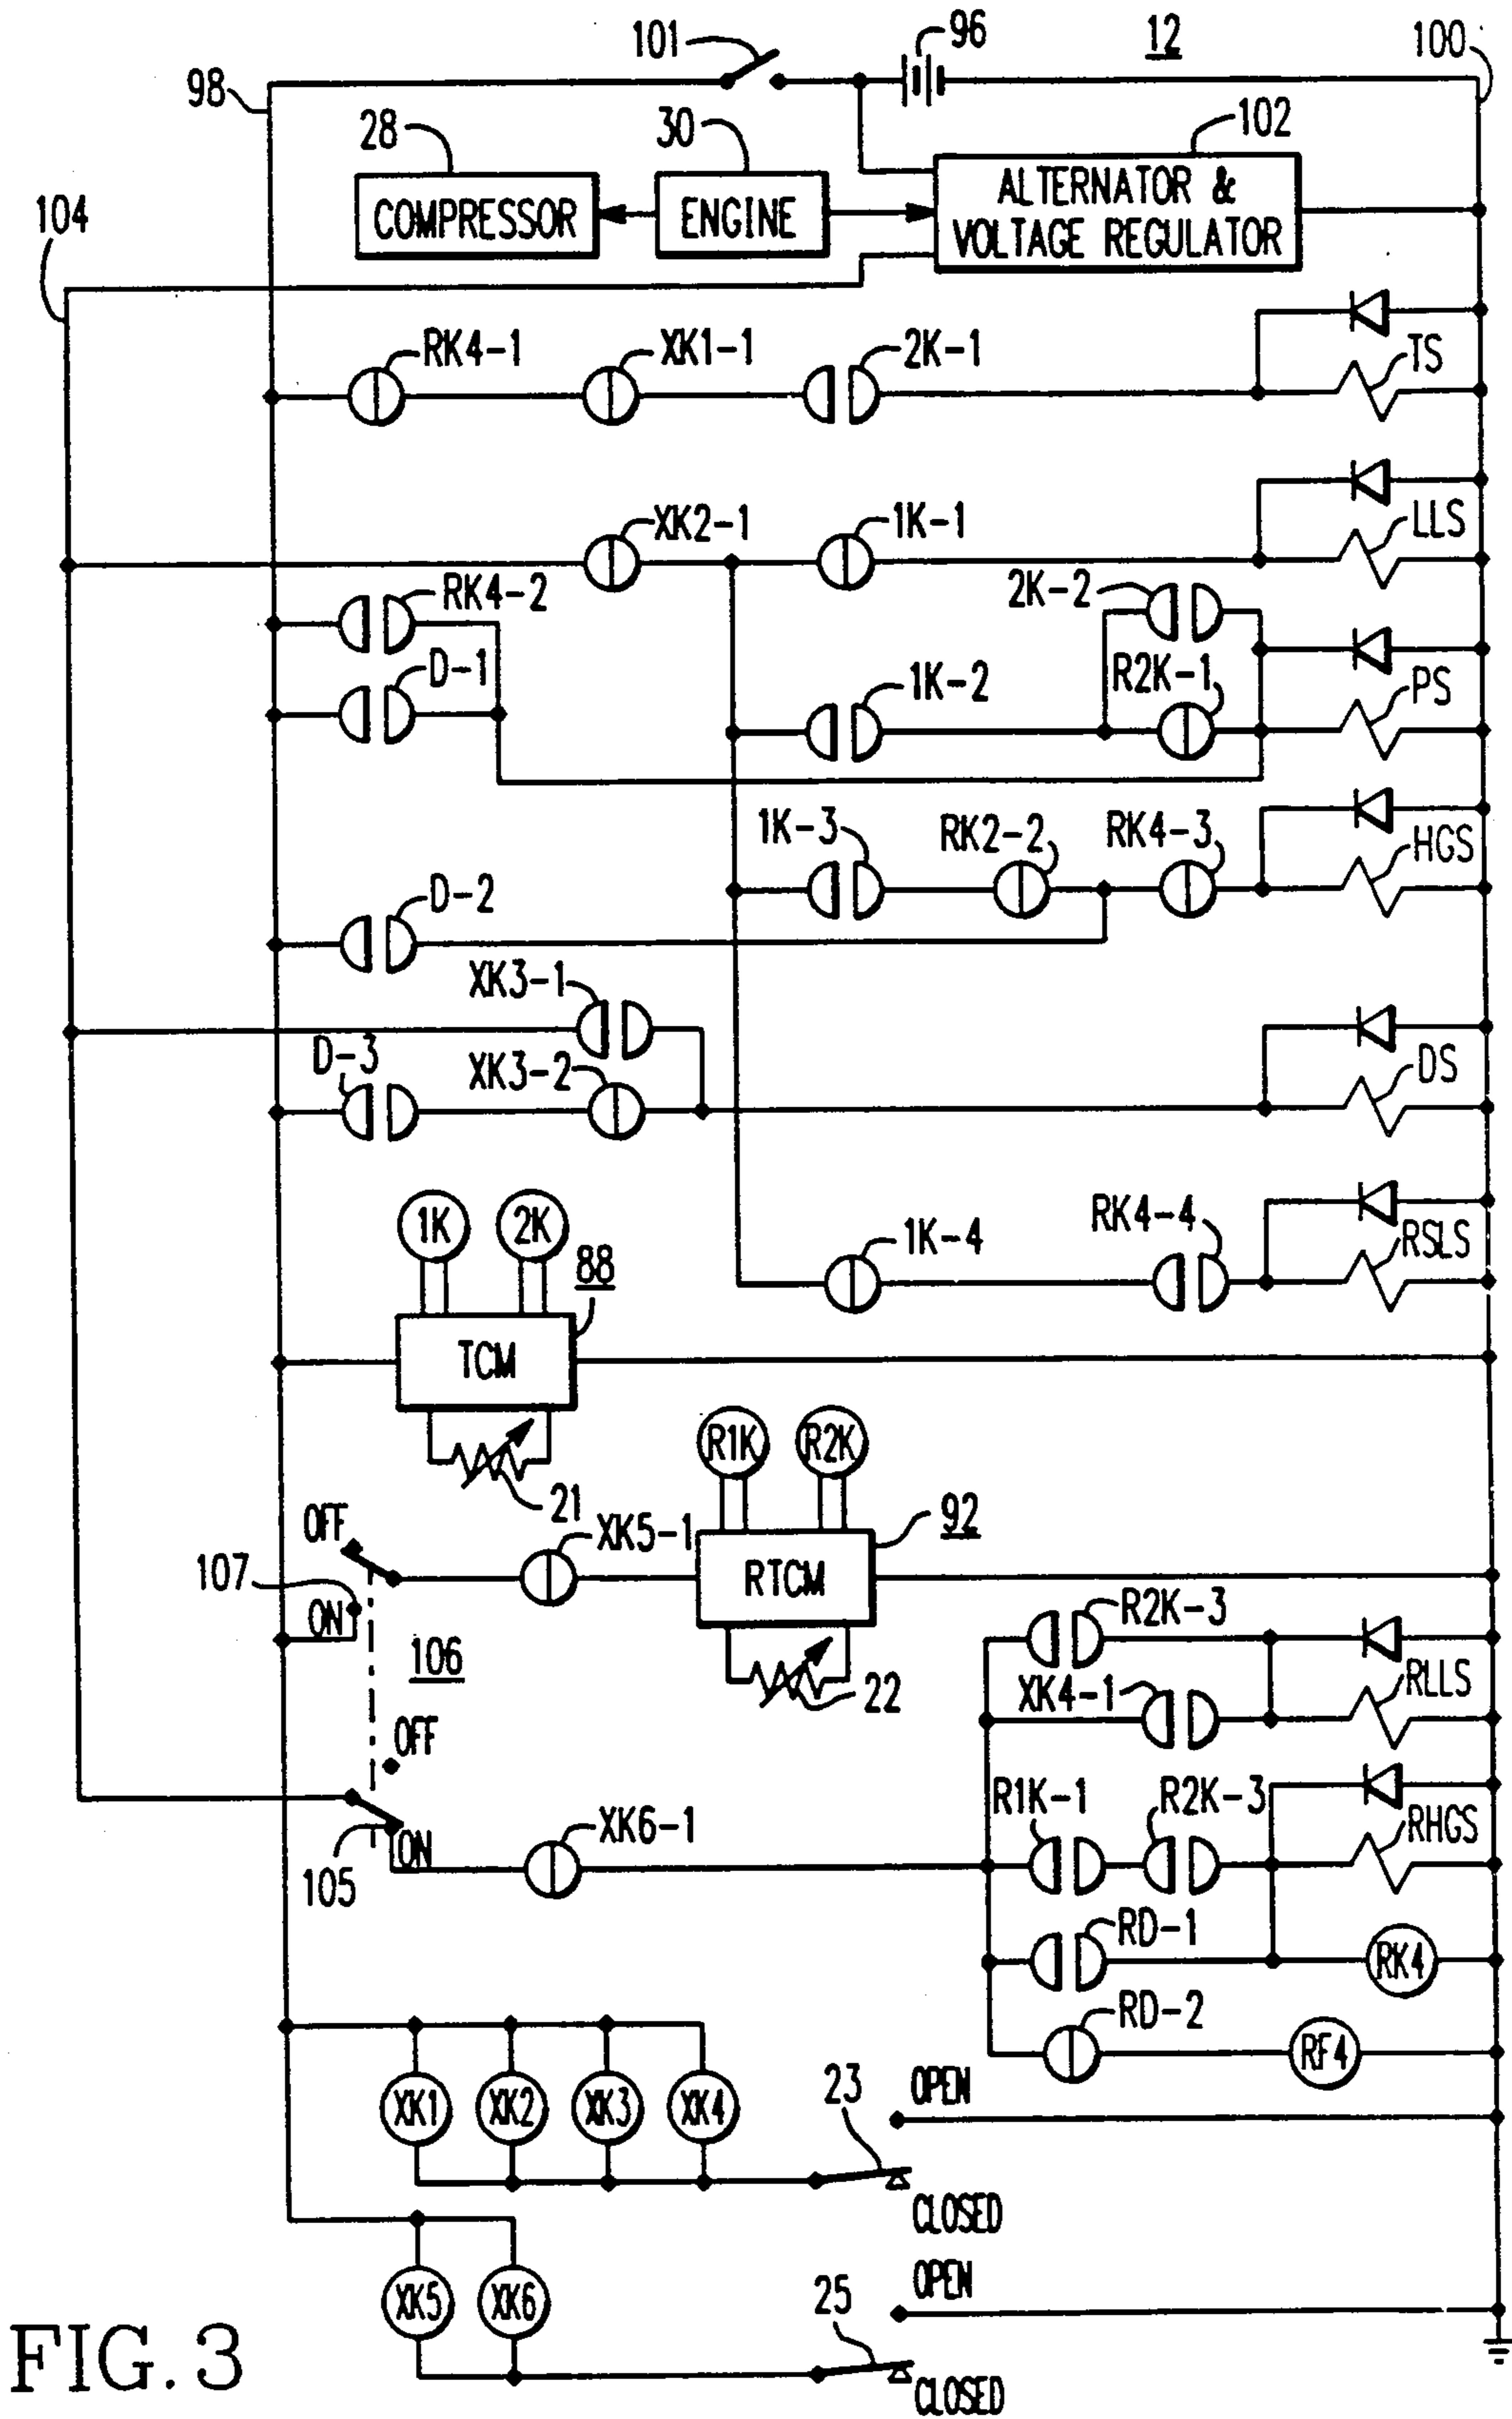 101
96
12
100
98
28
30
102
104
COMPRESSOR
ENGINE
ALTERNATOR &
VOLTAGE REGULATOR
RK4-1
XK1-1
2K-1
TS
XK2-1
1K-1
LLS
RK4-2
2K-2
D-1
1K-2
R2K-1
PS
1K-3
RK2-2
RK4-3
HGS
D-2
XK3-1
D-3
XK3-2
DS
1K
2K
88
1K-4
RK4-4
RSLS
TCM
R1K
R2K
21
OFF
XK5-1
92
107
RTCM
ON
R2K-3
106
22
XK4-1
RLLS
OFF
R1K-1
R2K-3
XK6-1
RHGS
ON
105
RD-1
RK4
RD-2
RF4
XK1
XK2
XK3
XK4
23
OPEN
CLOSED
XK5
XK6
25
OPEN
CLOSED
FIG. 3